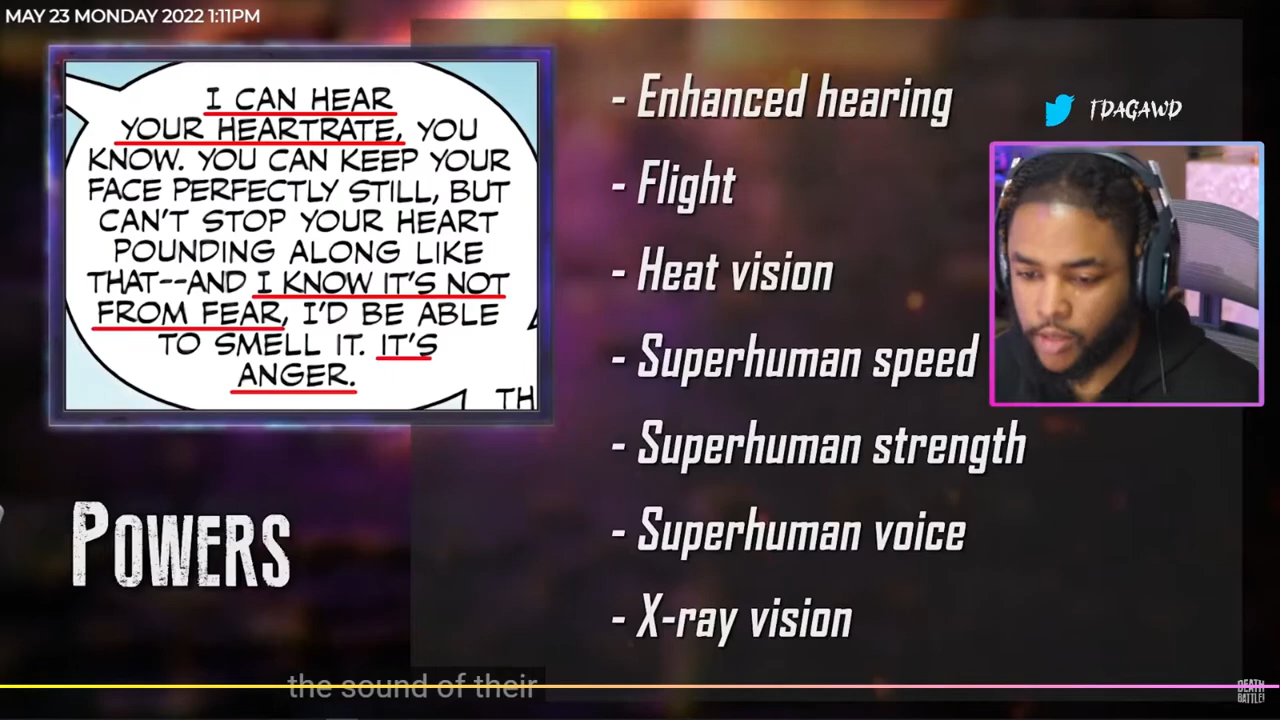 MAY 23 MONDAY 2022 1:11PM
I CAN HEAR
YOUR HEARTRATE, YOU
KNOW. YOU CAN KEEP YOUR
FACE PERFECTLY STILL, BUT
CAN'T STOP YOUR HEART
POUNDING ALONG LIKE
THAT--AND I KNOW IT'S NOT
FROM FEAR, I'D BE ABLE
TO SMELL IT. IT'S
ANGER.
TH
POWERS
- Enhanced hearing
- Flight
- Heat vision
- Superhuman speed
- Superhuman strength
- Superhuman voice
- X-ray vision
TDAGAWD
the sound of their
DEATH
BATTLE!